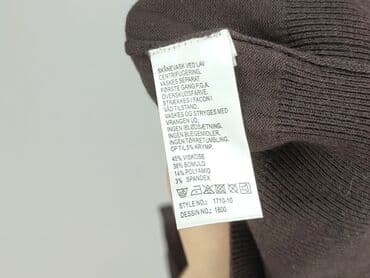 SKÅNEVASK VED LAV
CENTRIFUGERING.
VASKES SEPARAT
FØRSTE GANG P.G.A.
OVERSKUDSFARVE.
STRÆKKES I FACON I
VÅD TILSTAND.
VASKES OG STRYGES MED
VRANGEN UD.
INGEN IBLØDSÆTNING.
INGEN BLEGEMIDLER.
INGEN TØRRETUMBLING.
OP TIL 5% KRYMP.
45% VISKOSE
38% BOMULD
14% POLYAMID
3% SPANDEX
STYLE NO.: 1710-10
DESSIN NO.: 1800